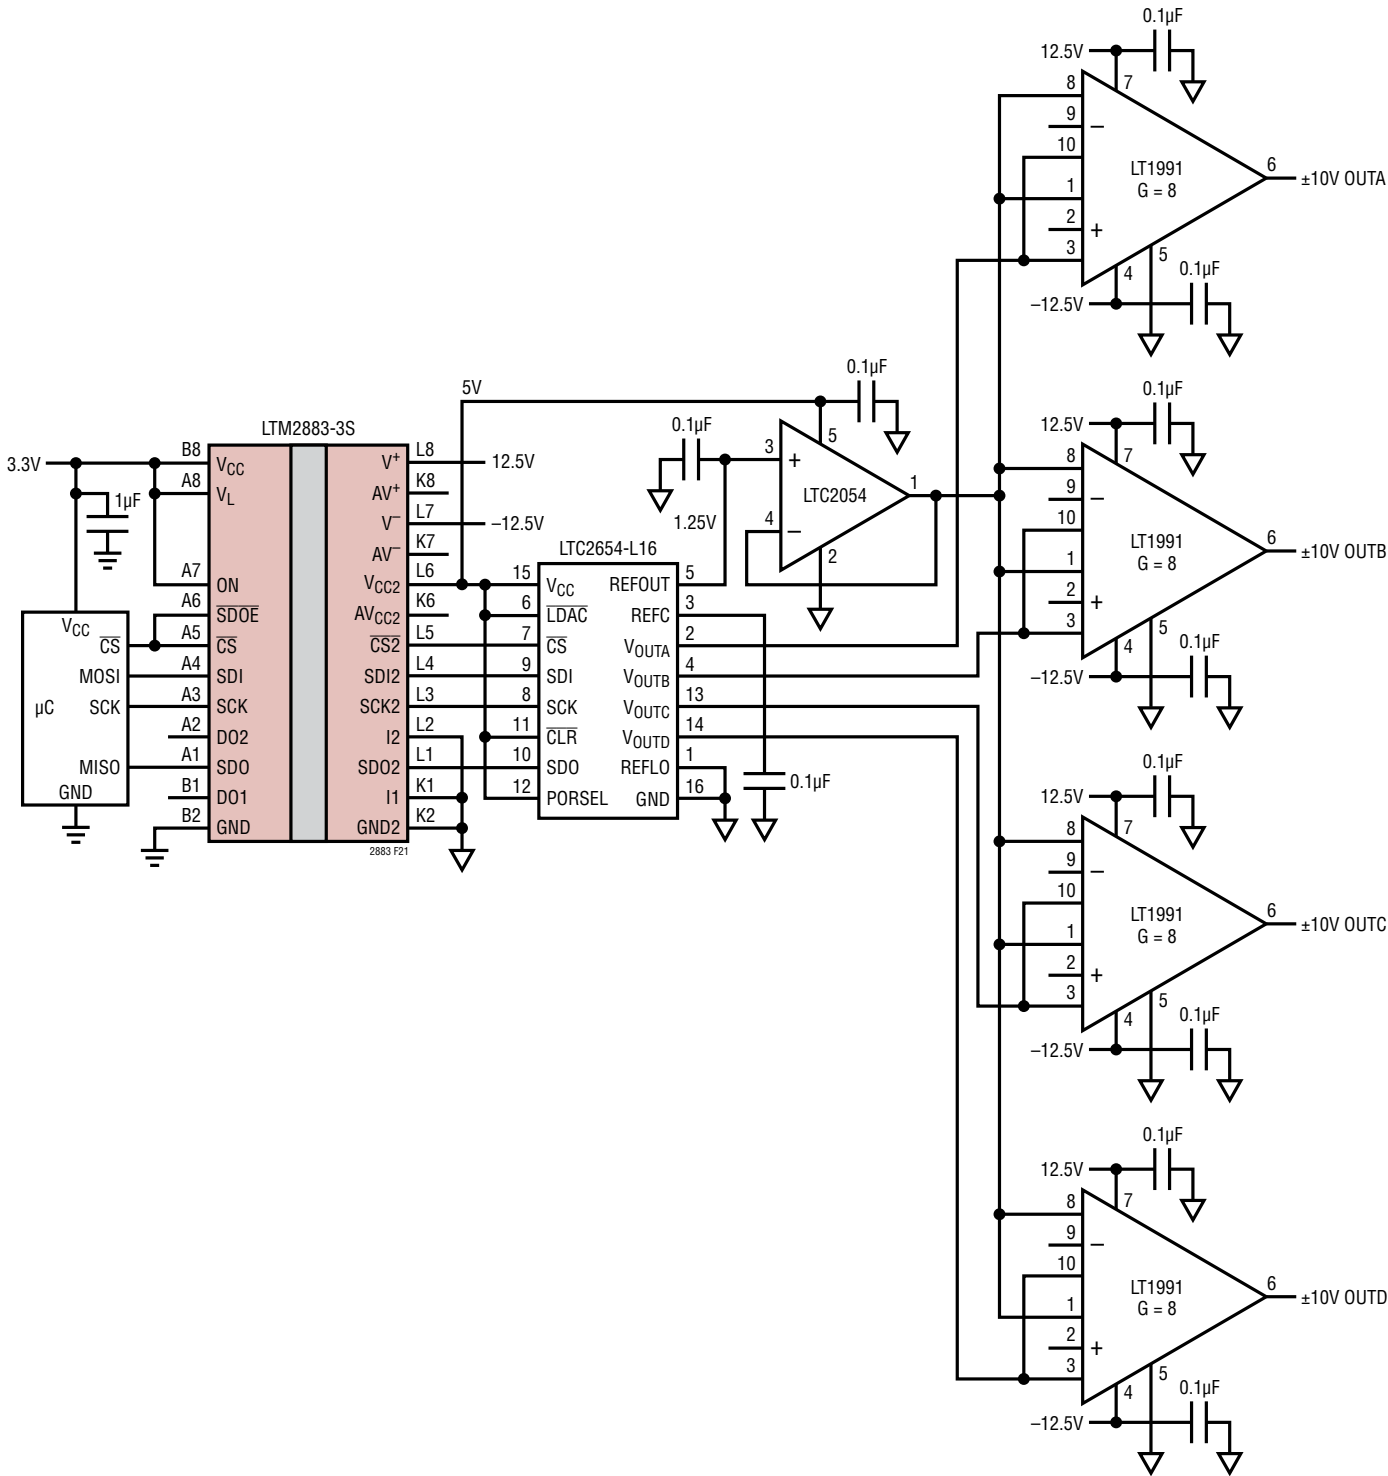 0.1µF
12.5V
7
8
9
–
10
1
2
+
3
LT1991
G = 8
6
±10V OUTA
5
4
0.1µF
–12.5V
0.1µF
12.5V
7
8
9
–
10
1
2
+
3
LT1991
G = 8
6
±10V OUTB
5
4
0.1µF
–12.5V
0.1µF
12.5V
7
8
9
–
10
1
2
+
3
LT1991
G = 8
6
±10V OUTC
5
4
0.1µF
–12.5V
0.1µF
12.5V
7
8
9
–
10
1
2
+
3
LT1991
G = 8
6
±10V OUTD
5
4
0.1µF
–12.5V
5V
0.1µF
0.1µF
1.25V
3
+
5
LTC2054
1
4
–
2
LTM2883-3S
3.3V
1µF
B8 VCC
A8 VL
A7 ON
A6 SDOE
A5 CS
A4 SDI
A3 SCK
A2 DO2
A1 SDO
B1 DO1
B2 GND
V+ L8 12.5V
AV+ K8
V– L7 –12.5V
AV– K7
VCC2 L6
AVCC2 K6
CS2 L5
SDI2 L4
SCK2 L3
I2 L2
SDO2 L1
I1 K1
GND2 K2
2883 F21
VCC
CS
MOSI
µC
SCK
MISO
GND
LTC2654-L16
15 VCC
6 LDAC
7 CS
9 SDI
8 SCK
11 CLR
10 SDO
12 PORSEL
REFOUT 5
REFC 3
VOUTA 2
VOUTB 4
VOUTC 13
VOUTD 14
REFLO 1
GND 16
0.1µF